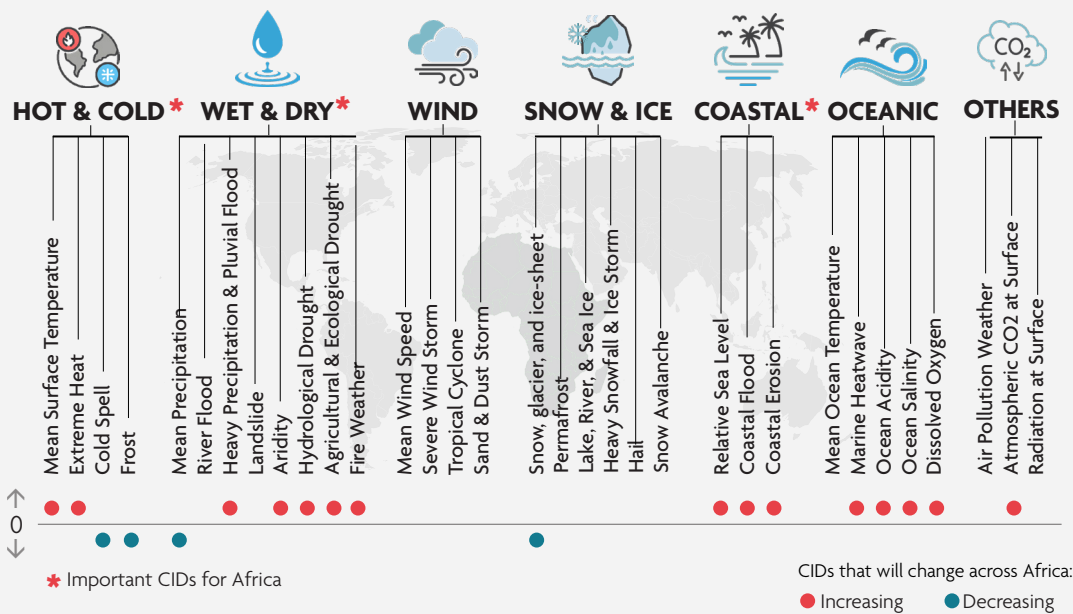 CO₂
HOT & COLD *
WET & DRY *
WIND
SNOW & ICE
COASTAL *
OCEANIC
OTHERS
Mean Surface Temperature
Extreme Heat
Cold Spell
Frost
Mean Precipitation
River Flood
Heavy Precipitation & Pluvial Flood
Landslide
Aridity
Hydrological Drought
Agricultural & Ecological Drought
Fire Weather
Mean Wind Speed
Severe Wind Storm
Tropical Cyclone
Sand & Dust Storm
Snow, glacier, and ice-sheet
Permafrost
Lake, River, & Sea Ice
Heavy Snowfall & Ice Storm
Hail
Snow Avalanche
Relative Sea Level
Coastal Flood
Coastal Erosion
Mean Ocean Temperature
Marine Heatwave
Ocean Acidity
Ocean Salinity
Dissolved Oxygen
Air Pollution Weather
Atmospheric CO2 at Surface
Radiation at Surface
0
* Important CIDs for Africa
CIDs that will change across Africa:
Increasing
Decreasing